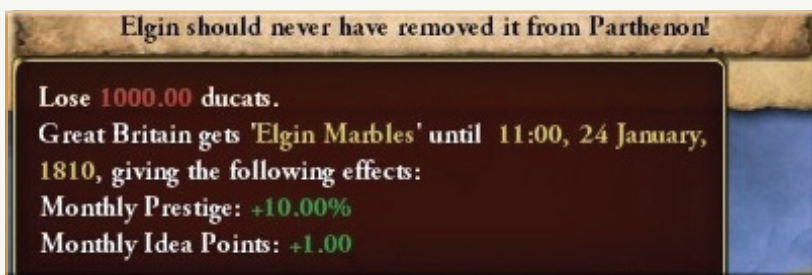 Elgin should never have removed it from Parthenon!
Lose 1000.00 ducats.
Great Britain gets 'Elgin Marbles' until 11:00, 24 January,
1810, giving the following effects:
Monthly Prestige: +10.00%
Monthly Idea Points: +1.00